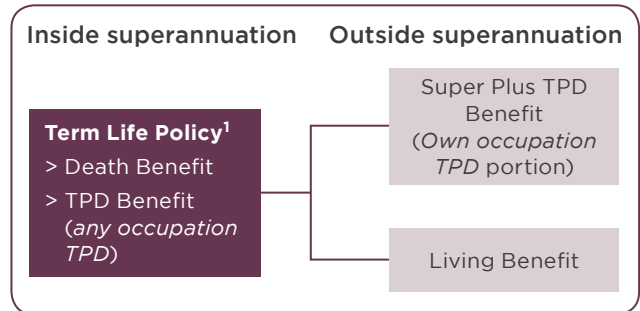 Inside superannuation
Outside superannuation
Term Life Policy¹
> Death Benefit
> TPD Benefit
(any occupation
TPD)
Super Plus TPD
Benefit
(Own occupation
TPD portion)
Living Benefit